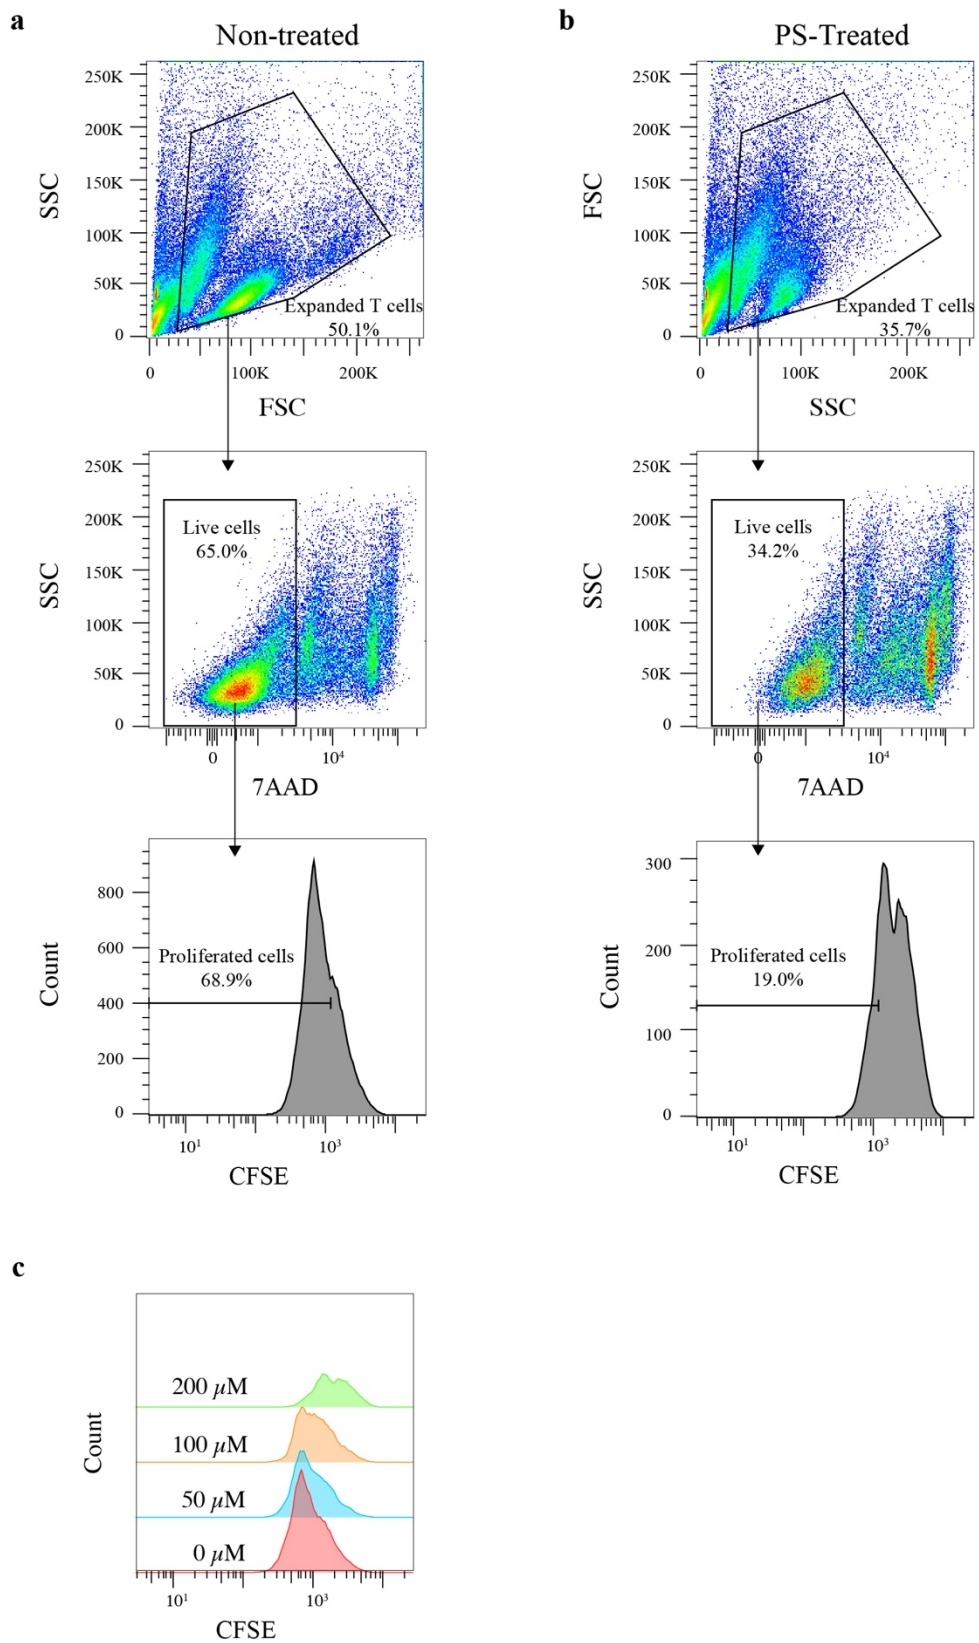 a
Non-treated
250K
200K
150K
100K
50K
0
SSC
Expanded T cells
50.1%
0 100K 200K
FSC
250K
200K
150K
100K
50K
0
SSC
Live cells
65.0%
0 10⁴
7AAD
800
600
400
200
0
Count
Proliferated cells
68.9%
10¹ 10³
CFSE
b
PS-Treated
250K
200K
150K
100K
50K
0
FSC
Expanded T cells
35.7%
0 100K 200K
SSC
250K
200K
150K
100K
50K
0
SSC
Live cells
34.2%
0 10⁴
7AAD
300
200
100
0
Count
Proliferated cells
19.0%
10¹ 10³
CFSE
c
Count
200 µM
100 µM
50 µM
0 µM
10¹ 10³
CFSE